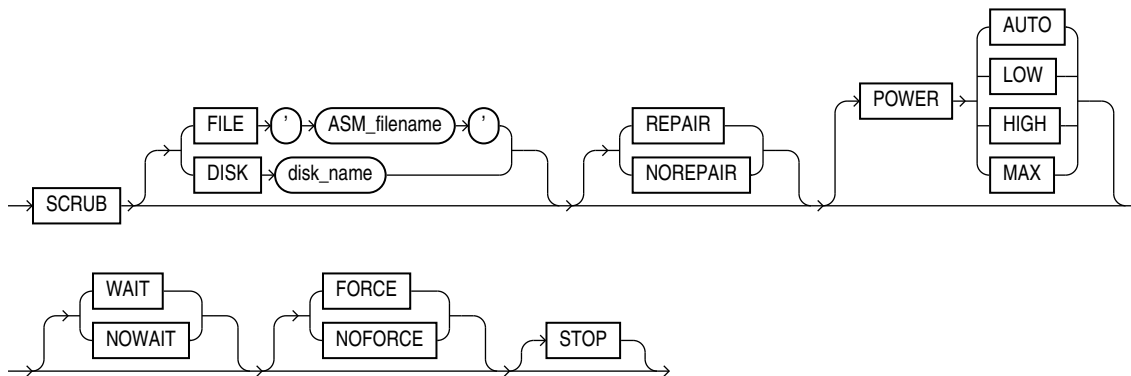 AUTO
FILE ' ASM_filename ' REPAIR LOW
POWER
DISK disk_name NOREPAIR HIGH
SCRUB MAX
WAIT FORCE
NOWAIT NOFORCE STOP